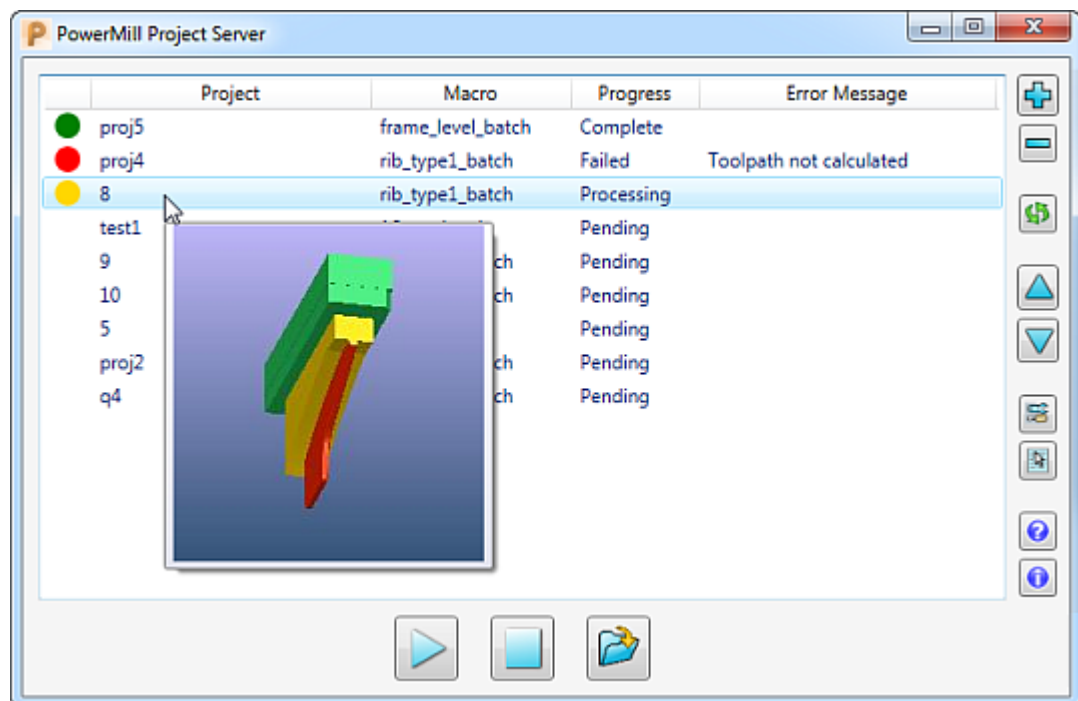 PowerMill Project Server
Project Macro Progress Error Message
proj5 frame_level_batch Complete
proj4 rib_type1_batch Failed Toolpath not calculated
8 rib_type1_batch Processing
test1 Pending
9 ch Pending
10 ch Pending
5 Pending
proj2 ch Pending
q4 ch Pending